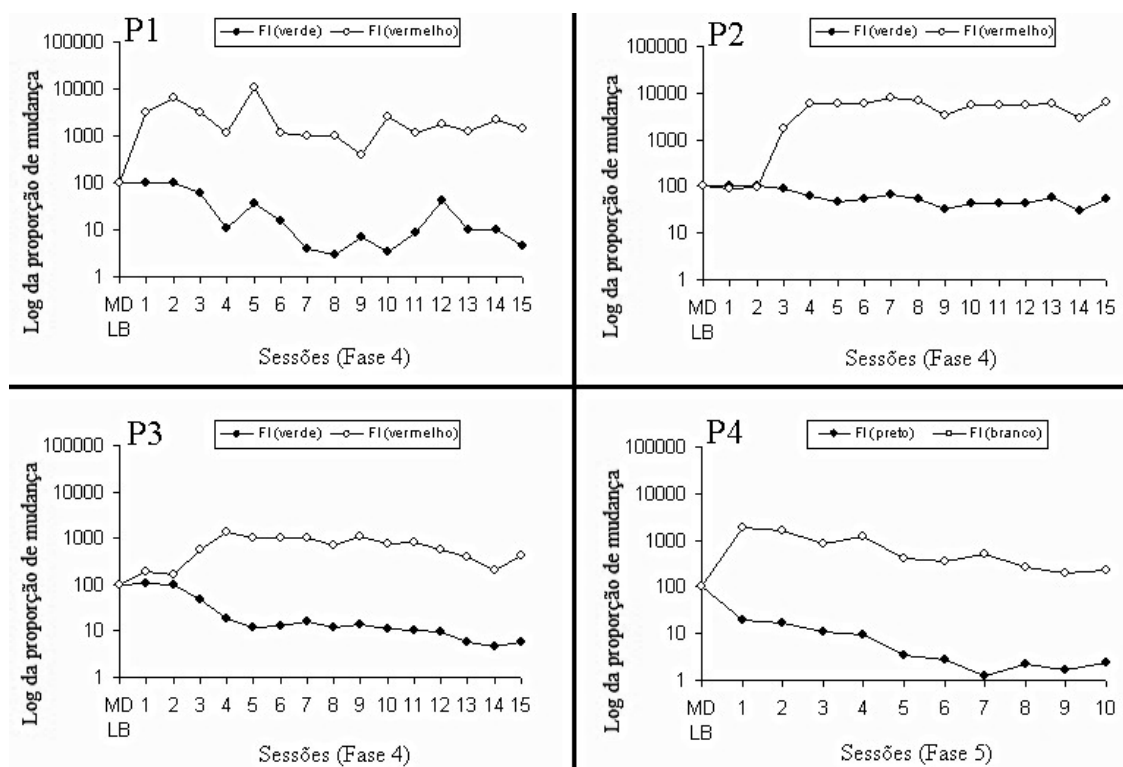 P1
FI(verde) FI(vermelho)
Log da proporção de mudança
100000
10000
1000
100
10
1
MD 1 2 3 4 5 6 7 8 9 10 11 12 13 14 15
LB
Sessões (Fase 4)
P2
FI(verde) FI(vermelho)
Log da proporção de mudança
100000
10000
1000
100
10
1
MD 1 2 3 4 5 6 7 8 9 10 11 12 13 14 15
LB
Sessões (Fase 4)
P3
FI(verde) FI(vermelho)
Log da proporção de mudança
100000
10000
1000
100
10
1
MD 1 2 3 4 5 6 7 8 9 10 11 12 13 14 15
LB
Sessões (Fase 4)
P4
FI(preto) FI(branco)
Log da proporção de mudança
100000
10000
1000
100
10
1
MD 1 2 3 4 5 6 7 8 9 10
LB
Sessões (Fase 5)